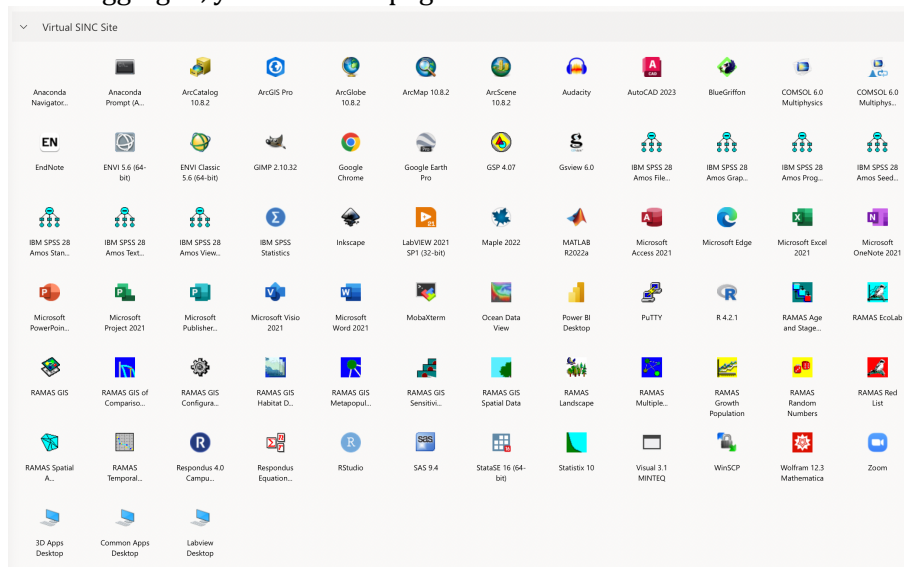 Virtual SINC Site
Anaconda Navigator...
Anaconda Prompt (A...
ArcCatalog 10.8.2
ArcGIS Pro
ArcGlobe 10.8.2
ArcMap 10.8.2
ArcScene 10.8.2
Audacity
AutoCAD 2023
BlueGriffon
COMSOL 6.0 Multiphysics
COMSOL 6.0 Multiphys...
EndNote
ENVI 5.6 (64-bit)
ENVI Classic 5.6 (64-bit)
GIMP 2.10.32
Google Chrome
Google Earth Pro
GSP 4.07
Gsview 6.0
IBM SPSS 28 Amos File...
IBM SPSS 28 Amos Grap...
IBM SPSS 28 Amos Prog...
IBM SPSS 28 Amos Seed...
IBM SPSS 28 Amos Stan...
IBM SPSS 28 Amos Text...
IBM SPSS 28 Amos View...
IBM SPSS Statistics
Inkscape
LabVIEW 2021 SP1 (32-bit)
Maple 2022
MATLAB R2022a
Microsoft Access 2021
Microsoft Edge
Microsoft Excel 2021
Microsoft OneNote 2021
Microsoft PowerPoin...
Microsoft Project 2021
Microsoft Publisher...
Microsoft Visio 2021
Microsoft Word 2021
MobaXterm
Ocean Data View
Power BI Desktop
PuTTY
R 4.2.1
RAMAS Age and Stage...
RAMAS EcoLab
RAMAS GIS
RAMAS GIS of Compariso...
RAMAS GIS Configura...
RAMAS GIS Habitat D...
RAMAS GIS Metapopul...
RAMAS GIS Sensitivi...
RAMAS GIS Spatial Data
RAMAS Landscape
RAMAS Multiple...
RAMAS Growth Population
RAMAS Random Numbers
RAMAS Red List
RAMAS Spatial A...
RAMAS Temporal...
Respondus 4.0 Campu...
Respondus Equation...
RStudio
SAS 9.4
StataSE 16 (64-bit)
Statistix 10
Visual 3.1 MINTEQ
WinSCP
Wolfram 12.3 Mathematica
Zoom
3D Apps Desktop
Common Apps Desktop
Labview Desktop